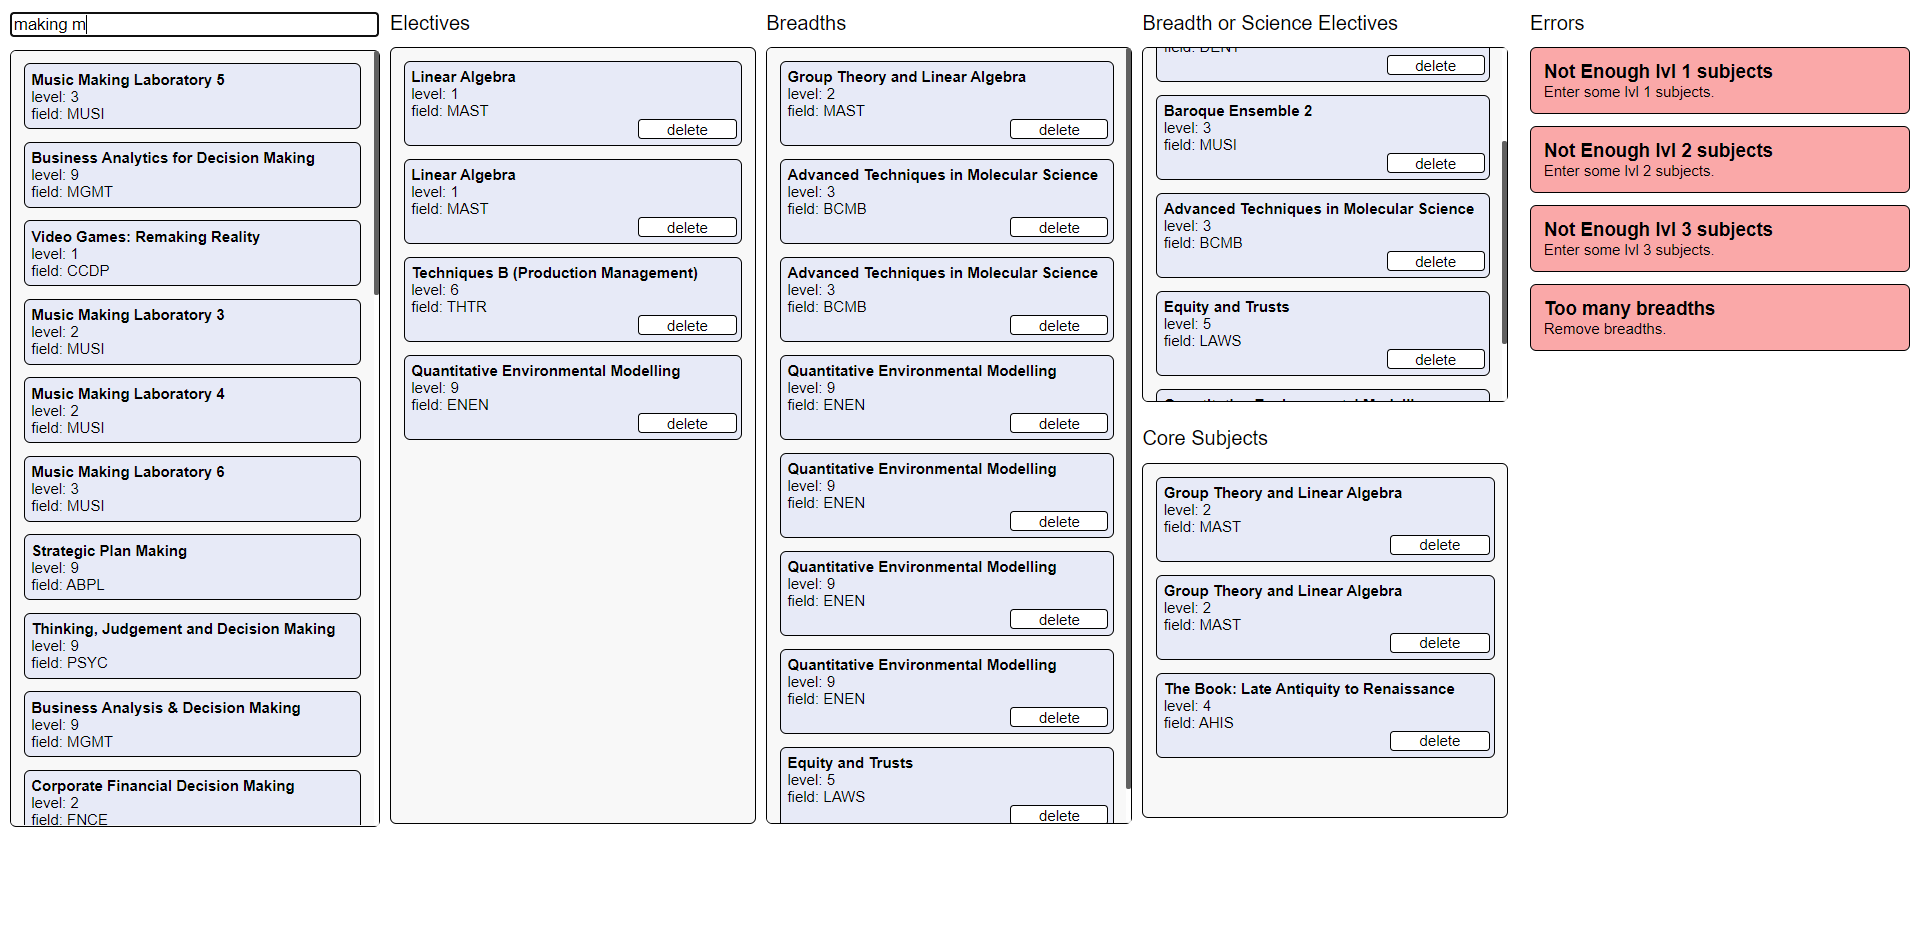 making m
Music Making Laboratory 5
level: 3
field: MUSI
Business Analytics for Decision Making
level: 9
field: MGMT
Video Games: Remaking Reality
level: 1
field: CCDP
Music Making Laboratory 3
level: 2
field: MUSI
Music Making Laboratory 4
level: 2
field: MUSI
Music Making Laboratory 6
level: 3
field: MUSI
Strategic Plan Making
level: 9
field: ABPL
Thinking, Judgement and Decision Making
level: 9
field: PSYC
Business Analysis & Decision Making
level: 9
field: MGMT
Corporate Financial Decision Making
level: 2
field: FNCE
Electives
Linear Algebra
level: 1
field: MAST
delete
Linear Algebra
level: 1
field: MAST
delete
Techniques B (Production Management)
level: 6
field: THTR
delete
Quantitative Environmental Modelling
level: 9
field: ENEN
delete
Breadths
Group Theory and Linear Algebra
level: 2
field: MAST
delete
Advanced Techniques in Molecular Science
level: 3
field: BCMB
delete
Advanced Techniques in Molecular Science
level: 3
field: BCMB
delete
Quantitative Environmental Modelling
level: 9
field: ENEN
delete
Quantitative Environmental Modelling
level: 9
field: ENEN
delete
Quantitative Environmental Modelling
level: 9
field: ENEN
delete
Quantitative Environmental Modelling
level: 9
field: ENEN
delete
Equity and Trusts
level: 5
field: LAWS
delete
Breadth or Science Electives
field: DENT
delete
Baroque Ensemble 2
level: 3
field: MUSI
delete
Advanced Techniques in Molecular Science
level: 3
field: BCMB
delete
Equity and Trusts
level: 5
field: LAWS
delete
Core Subjects
Group Theory and Linear Algebra
level: 2
field: MAST
delete
Group Theory and Linear Algebra
level: 2
field: MAST
delete
The Book: Late Antiquity to Renaissance
level: 4
field: AHIS
delete
Errors
Not Enough lvl 1 subjects
Enter some lvl 1 subjects.
Not Enough lvl 2 subjects
Enter some lvl 2 subjects.
Not Enough lvl 3 subjects
Enter some lvl 3 subjects.
Too many breadths
Remove breadths.